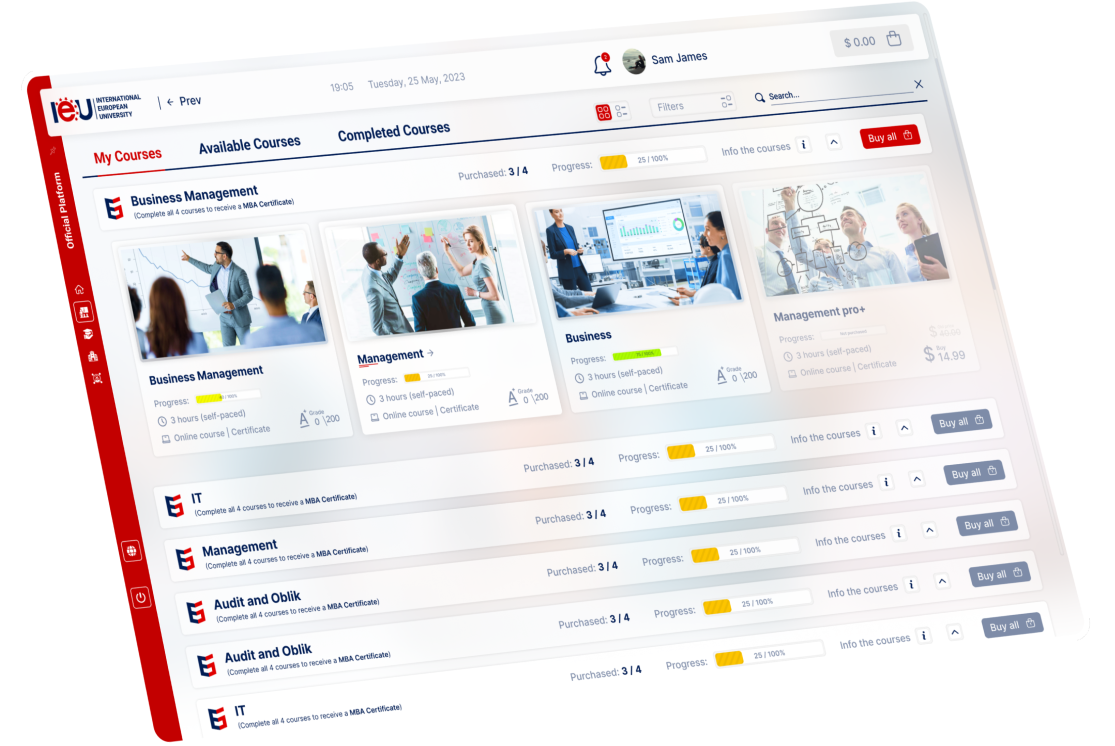 IEU INTERNATIONAL
EUROPEAN
UNIVERSITY
← Prev
19:05 Tuesday, 25 May, 2023
1
Sam James
$ 0.00
Official Platform
My Courses
Available Courses
Completed Courses
Filters
Search...
Business Management
(Complete all 4 courses to receive a MBA Certificate)
Purchased: 3 / 4
Progress: 25 / 100%
Info the courses i
Buy all
Business Management
Progress:
3 hours (self-paced)
Online course | Certificate
A+ Grade
0 \200
Management →
Progress:
3 hours (self-paced)
Online course | Certificate
A+ Grade
0 \200
Business
Progress: 75 / 100%
3 hours (self-paced)
Online course | Certificate
A+ Grade
0 \200
Management pro+
Progress: Not purchased
3 hours (self-paced)
Online course | Certificate
$ Buy
14.99
IT
(Complete all 4 courses to receive a MBA Certificate)
Purchased: 3 / 4
Progress: 25 / 100%
Info the courses i
Buy all
Management
(Complete all 4 courses to receive a MBA Certificate)
Purchased: 3 / 4
Progress: 25 / 100%
Info the courses i
Buy all
Audit and Oblik
(Complete all 4 courses to receive a MBA Certificate)
Purchased: 3 / 4
Progress: 25 / 100%
Info the courses i
Buy all
Audit and Oblik
(Complete all 4 courses to receive a MBA Certificate)
Purchased: 3 / 4
Progress: 25 / 100%
Info the courses i
Buy all
IT
(Complete all 4 courses to receive a MBA Certificate)
Purchased: 3 / 4
Progress: 25 / 100%
Info the courses i
Buy all